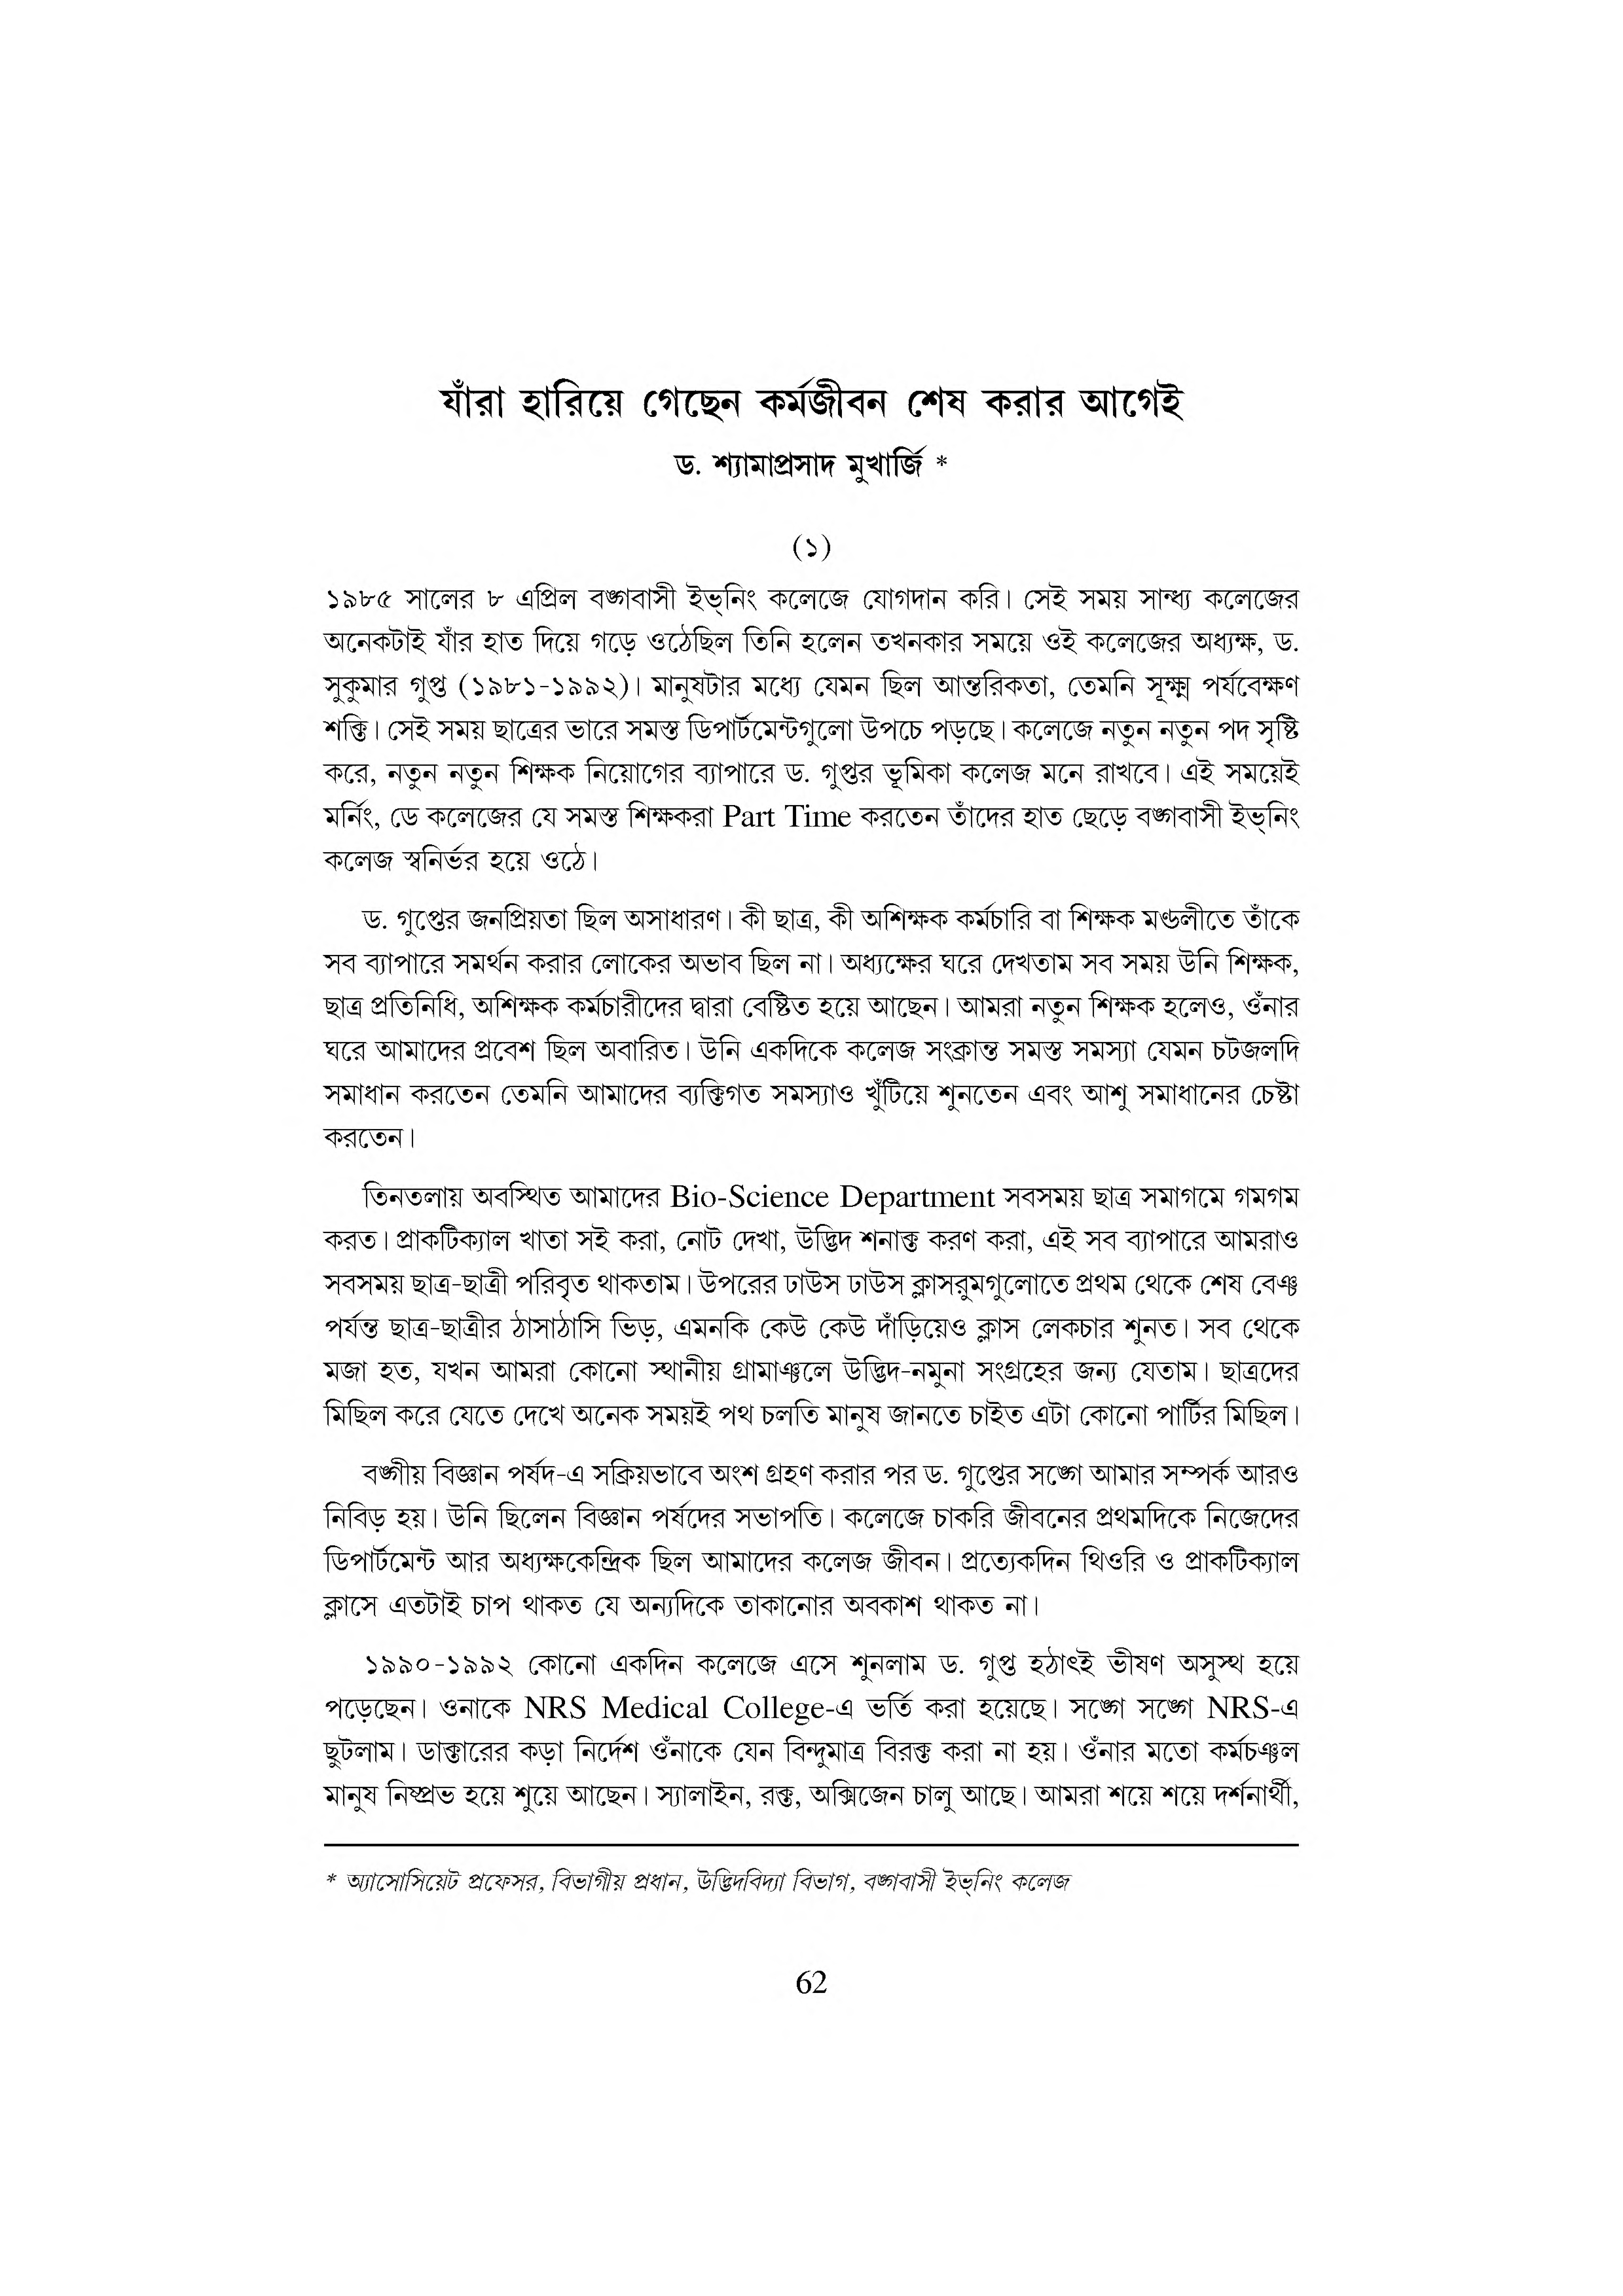 যাঁরা হারিয়ে গেছেন কর্মজীবন শেষ করার আগেই
ড. শ্যামাপ্রসাদ মুখার্জি *
(১)
১৯৮৫ সালের ৮ এপ্রিল বঙ্গবাসী ইভ্‌নিং কলেজে যোগদান করি। সেই সময় সান্ধ্য কলেজের
অনেকটাই যাঁর হাত দিয়ে গড়ে ওঠেছিল তিনি হলেন তখনকার সময়ে ওই কলেজের অধ্যক্ষ, ড.
সুকুমার গুপ্ত (১৯৮১-১৯৯২)। মানুষটার মধ্যে যেমন ছিল আন্তরিকতা, তেমনি সূক্ষ্ম পর্যবেক্ষণ
শক্তি। সেই সময় ছাত্রের ভারে সমস্ত ডিপার্টমেন্টগুলো উপচে পড়ছে। কলেজে নতুন নতুন পদ সৃষ্টি
করে, নতুন নতুন শিক্ষক নিয়োগের ব্যাপারে ড. গুপ্তর ভূমিকা কলেজ মনে রাখবে। এই সময়েই
মর্নিং, ডে কলেজের যে সমস্ত শিক্ষকরা Part Time করতেন তাঁদের হাত ছেড়ে বঙ্গবাসী ইভ্‌নিং
কলেজ স্বনির্ভর হয়ে ওঠে।
ড. গুপ্তের জনপ্রিয়তা ছিল অসাধারণ। কী ছাত্র, কী অশিক্ষক কর্মচারি বা শিক্ষক মণ্ডলীতে তাঁকে
সব ব্যাপারে সমর্থন করার লোকের অভাব ছিল না। অধ্যক্ষের ঘরে দেখতাম সব সময় উনি শিক্ষক,
ছাত্র প্রতিনিধি, অশিক্ষক কর্মচারীদের দ্বারা বেষ্টিত হয়ে আছেন। আমরা নতুন শিক্ষক হলেও, ওঁনার
ঘরে আমাদের প্রবেশ ছিল অবারিত। উনি একদিকে কলেজ সংক্রান্ত সমস্ত সমস্যা যেমন চটজলদি
সমাধান করতেন তেমনি আমাদের ব্যক্তিগত সমস্যাও খুঁটিয়ে শুনতেন এবং আশু সমাধানের চেষ্টা
করতেন।
তিনতলায় অবস্থিত আমাদের Bio-Science Department সবসময় ছাত্র সমাগমে গমগম
করত। প্রাকটিক্যাল খাতা সই করা, নোট দেখা, উদ্ভিদ শনাক্ত করণ করা, এই সব ব্যাপারে আমরাও
সবসময় ছাত্র-ছাত্রী পরিবৃত থাকতাম। উপরের ঢাউস ঢাউস ক্লাসরুমগুলোতে প্রথম থেকে শেষ বেঞ্চ
পর্যন্ত ছাত্র-ছাত্রীর ঠাসাঠাসি ভিড়, এমনকি কেউ কেউ দাঁড়িয়েও ক্লাস লেকচার শুনত। সব থেকে
মজা হত, যখন আমরা কোনো স্থানীয় গ্রামাঞ্চলে উদ্ভিদ-নমুনা সংগ্রহের জন্য যেতাম। ছাত্রদের
মিছিল করে যেতে দেখে অনেক সময়ই পথ চলতি মানুষ জানতে চাইত এটা কোনো পার্টির মিছিল।
বঙ্গীয় বিজ্ঞান পর্ষদ-এ সক্রিয়ভাবে অংশ গ্রহণ করার পর ড. গুপ্তের সঙ্গে আমার সম্পর্ক আরও
নিবিড় হয়। উনি ছিলেন বিজ্ঞান পর্ষদের সভাপতি। কলেজে চাকরি জীবনের প্রথমদিকে নিজেদের
ডিপার্টমেন্ট আর অধ্যক্ষকেন্দ্রিক ছিল আমাদের কলেজ জীবন। প্রত্যেকদিন থিওরি ও প্রাকটিক্যাল
ক্লাসে এতটাই চাপ থাকত যে অন্যদিকে তাকানোর অবকাশ থাকত না।
১৯৯০-১৯৯২ কোনো একদিন কলেজে এসে শুনলাম ড. গুপ্ত হঠাৎই ভীষণ অসুস্থ হয়ে
পড়েছেন। ওনাকে NRS Medical College-এ ভর্তি করা হয়েছে। সঙ্গে সঙ্গে NRS-এ
ছুটলাম। ডাক্তারের কড়া নির্দেশ ওঁনাকে যেন বিন্দুমাত্র বিরক্ত করা না হয়। ওঁনার মতো কর্মচঞ্চল
মানুষ নিষ্প্রভ হয়ে শুয়ে আছেন। স্যালাইন, রক্ত, অক্সিজেন চালু আছে। আমরা শয়ে শয়ে দর্শনার্থী,
* অ্যাসোসিয়েট প্রফেসর, বিভাগীয় প্রধান, উদ্ভিদবিদ্যা বিভাগ, বঙ্গবাসী ইভ্‌নিং কলেজ
62